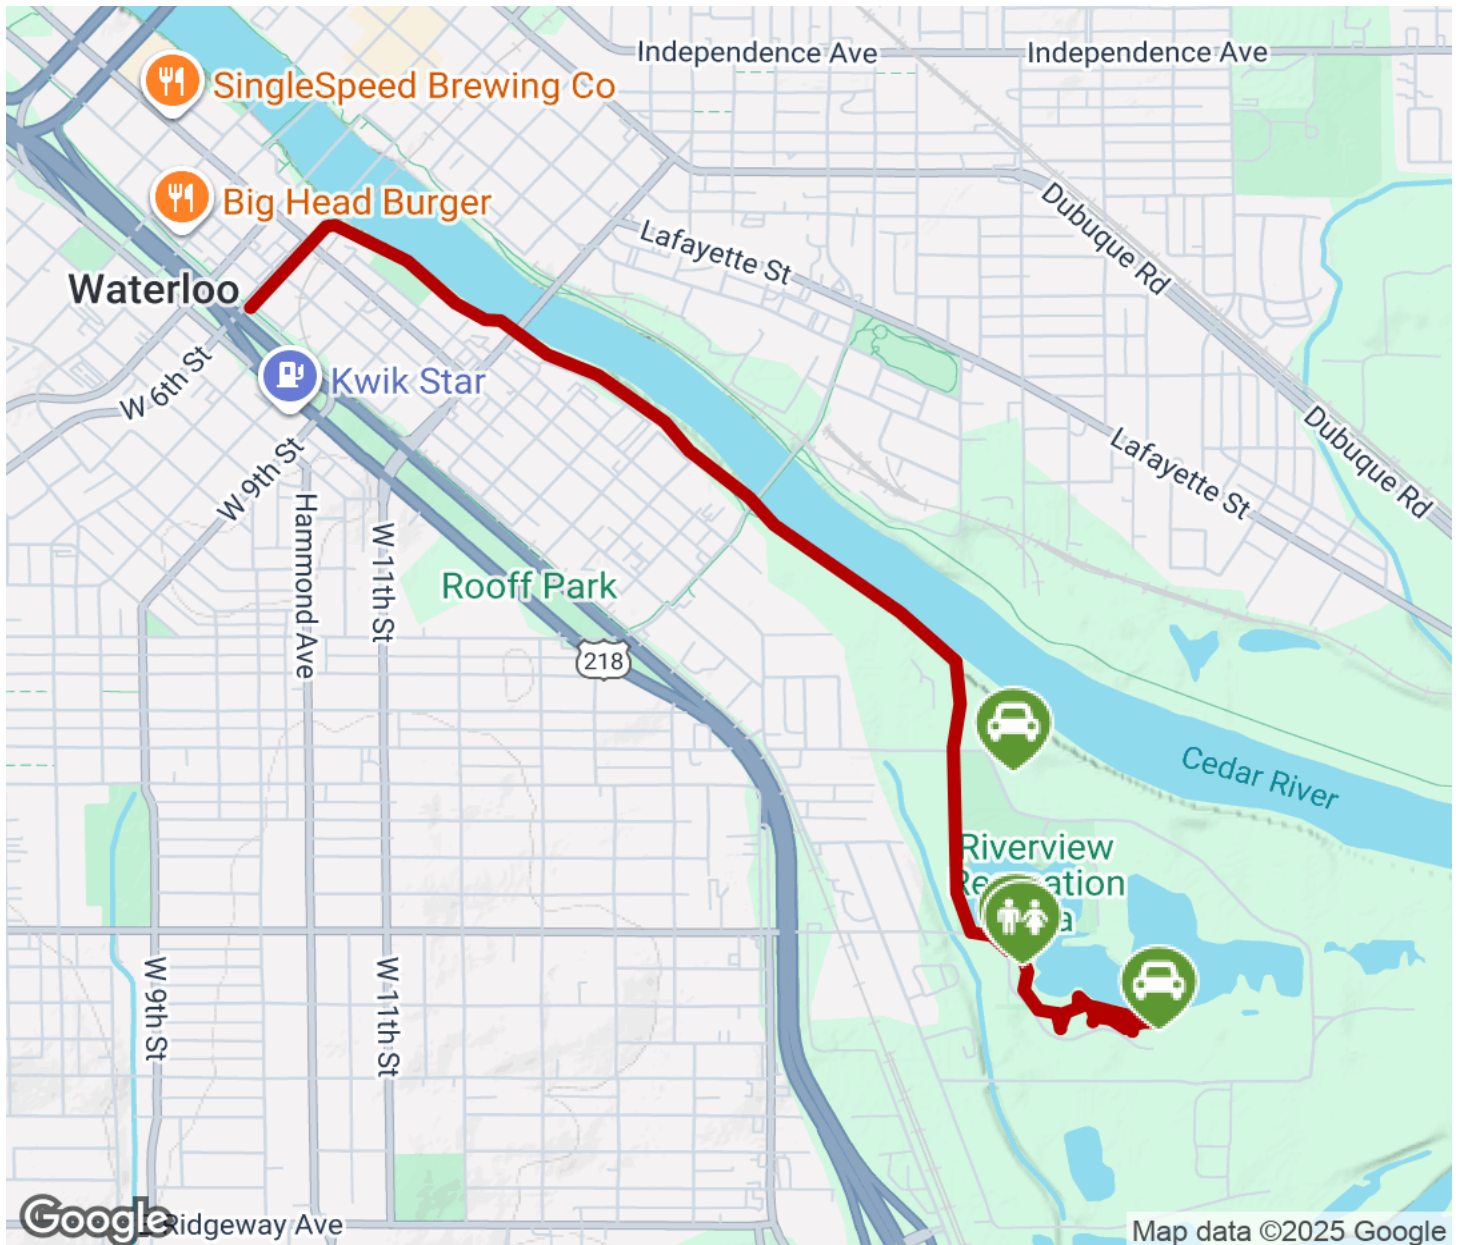 Independence Ave
Independence Ave
SingleSpeed Brewing Co
Big Head Burger
Dubuque Rd
Lafayette St
Waterloo
W 6th St
Kwik Star
Dubuque Rd
Lafayette St
W 9th St
Hammond Ave
W 11th St
Rooff Park
218
Cedar River
Riverview
W 9th St
W 11th St
Google
Ridgeway Ave
Map data ©2025 Google